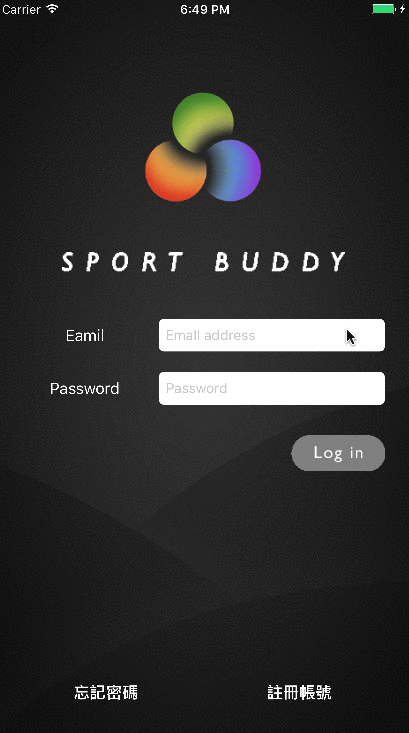 Carrier 6:49 PM
SPORT BUDDY
Eamil Email address
Password Password
Log in
忘記密碼 註冊帳號